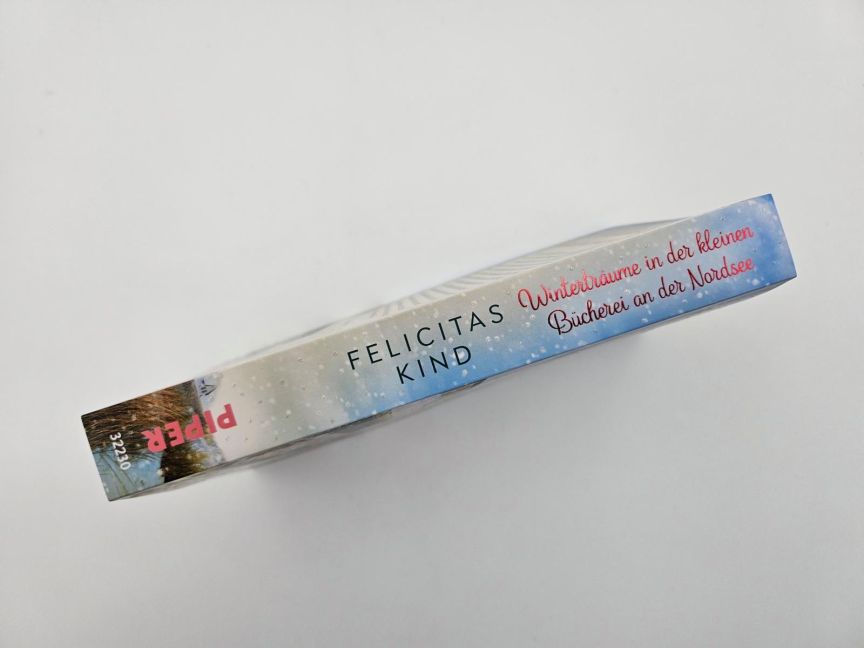 FELICITAS
KIND
Winterträume in der kleinen
Bücherei an der Nordsee
PIPER
32230